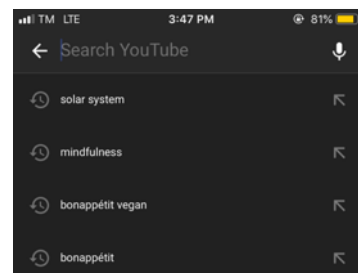 TM LTE 3:47 PM 81%
Search YouTube
solar system
mindfulness
bonappétit vegan
bonappétit